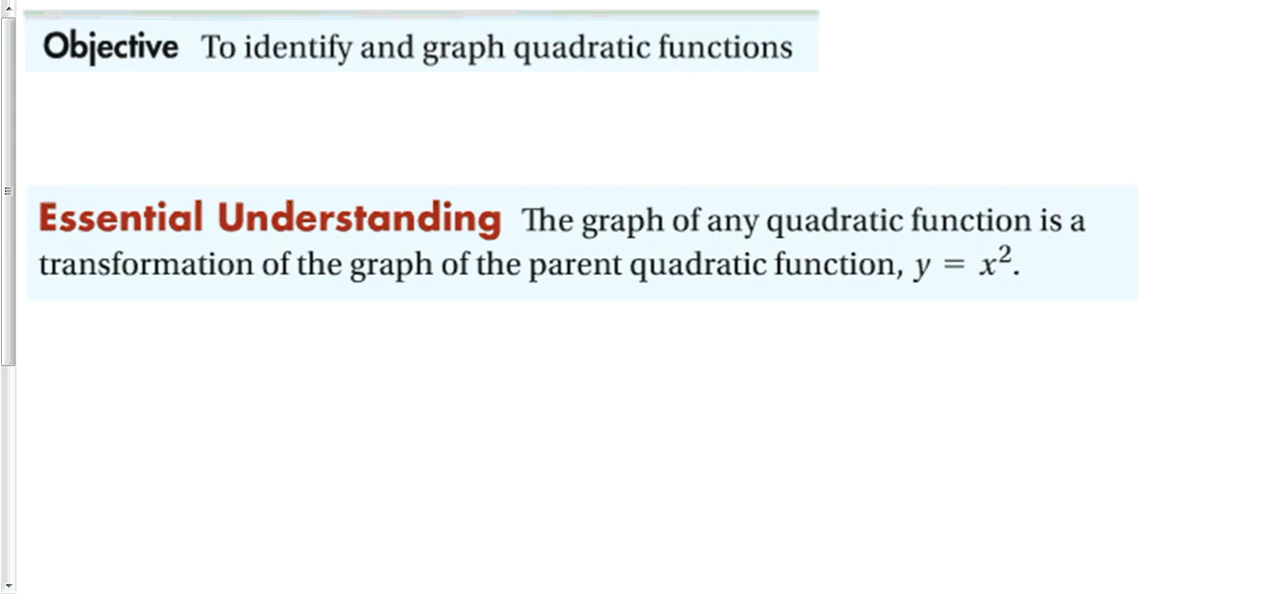 Objective To identify and graph quadratic functions
Essential Understanding The graph of any quadratic function is a
transformation of the graph of the parent quadratic function, y = x².